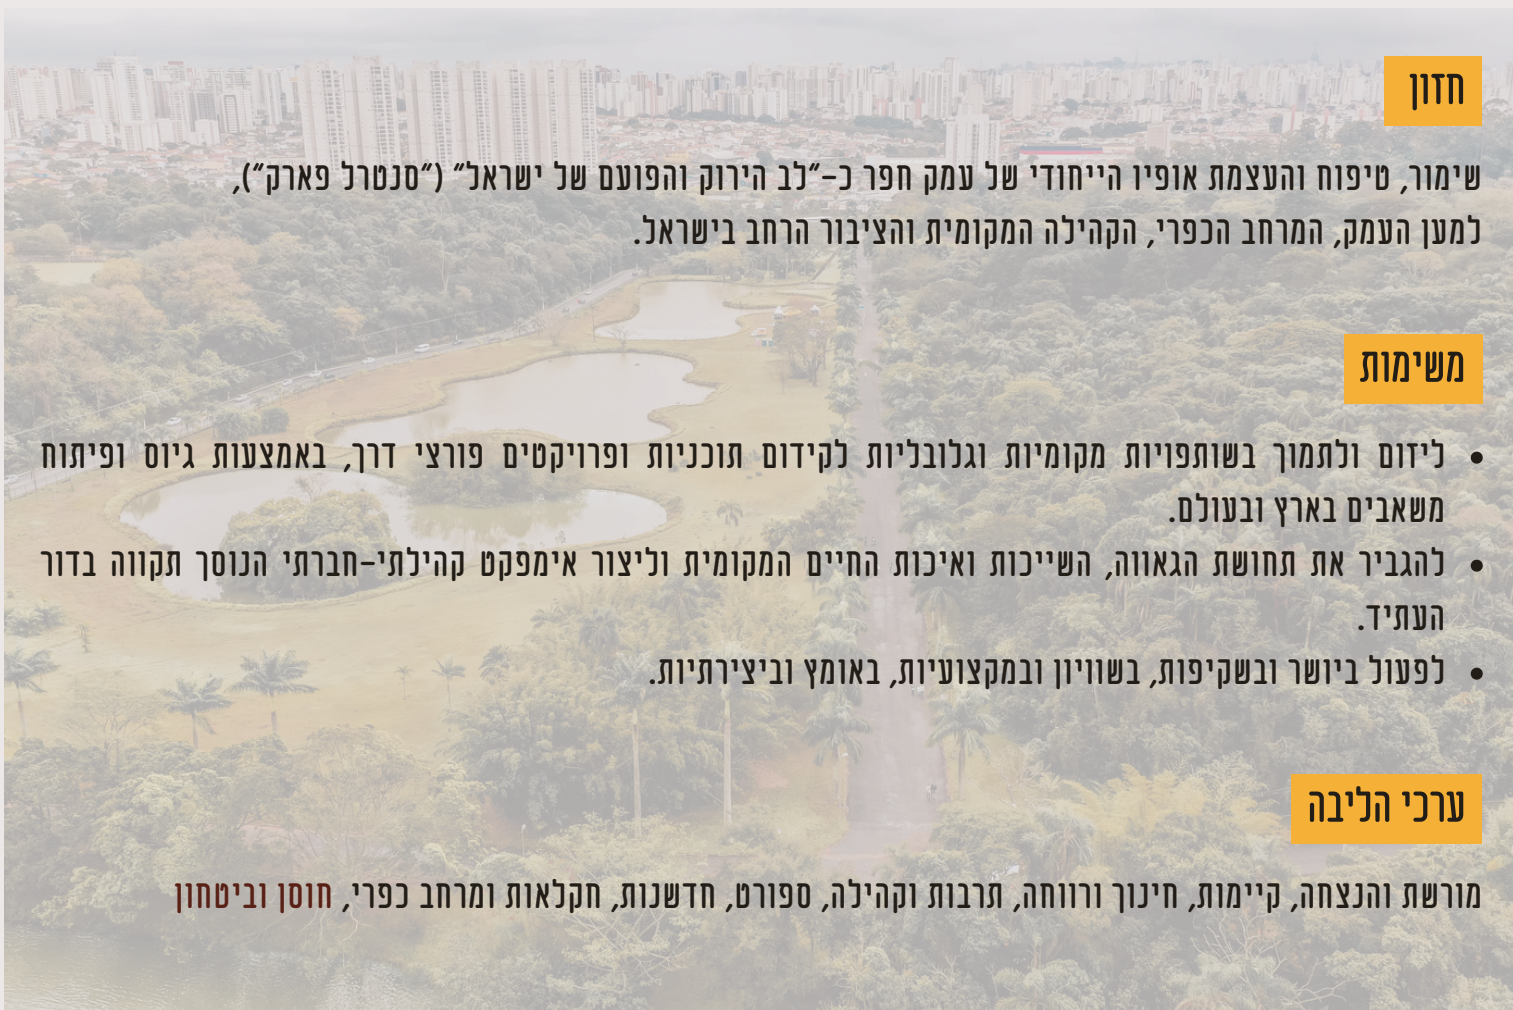 חזון
שימור, טיפוח והעצמת אופיו הייחודי של עמק חפר כ-"לב הירוק והפועם של ישראל" ("סנטרל פארק"),
למען העמק, המרחב הכפרי, הקהילה המקומית והציבור הרחב בישראל.
משימות
• ליזום ולתמוך בשותפויות מקומיות וגלובליות לקידום תוכניות ופרויקטים פורצי דרך, באמצעות גיוס ופיתוח
משאבים בארץ ובעולם.
• להגביר את תחושת הגאווה, השייכות ואיכות החיים המקומית וליצור אימפקט קהילתי-חברתי הנוסך תקווה בדור
העתיד.
• לפעול ביושר ובשקיפות, בשוויון ובמקצועיות, באומץ וביצירתיות.
ערכי הליבה
מורשת והנצחה, קיימות, חינוך ורווחה, תרבות וקהילה, ספורט, חדשנות, חקלאות ומרחב כפרי, חוסן וביטחון